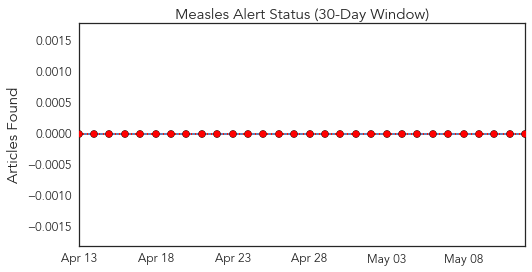 Measles Alert Status (30-Day Window)
Articles Found
0.0015
0.0010
0.0005
0.0000
−0.0005
−0.0010
−0.0015
Apr 13 Apr 18 Apr 23 Apr 28 May 03 May 08